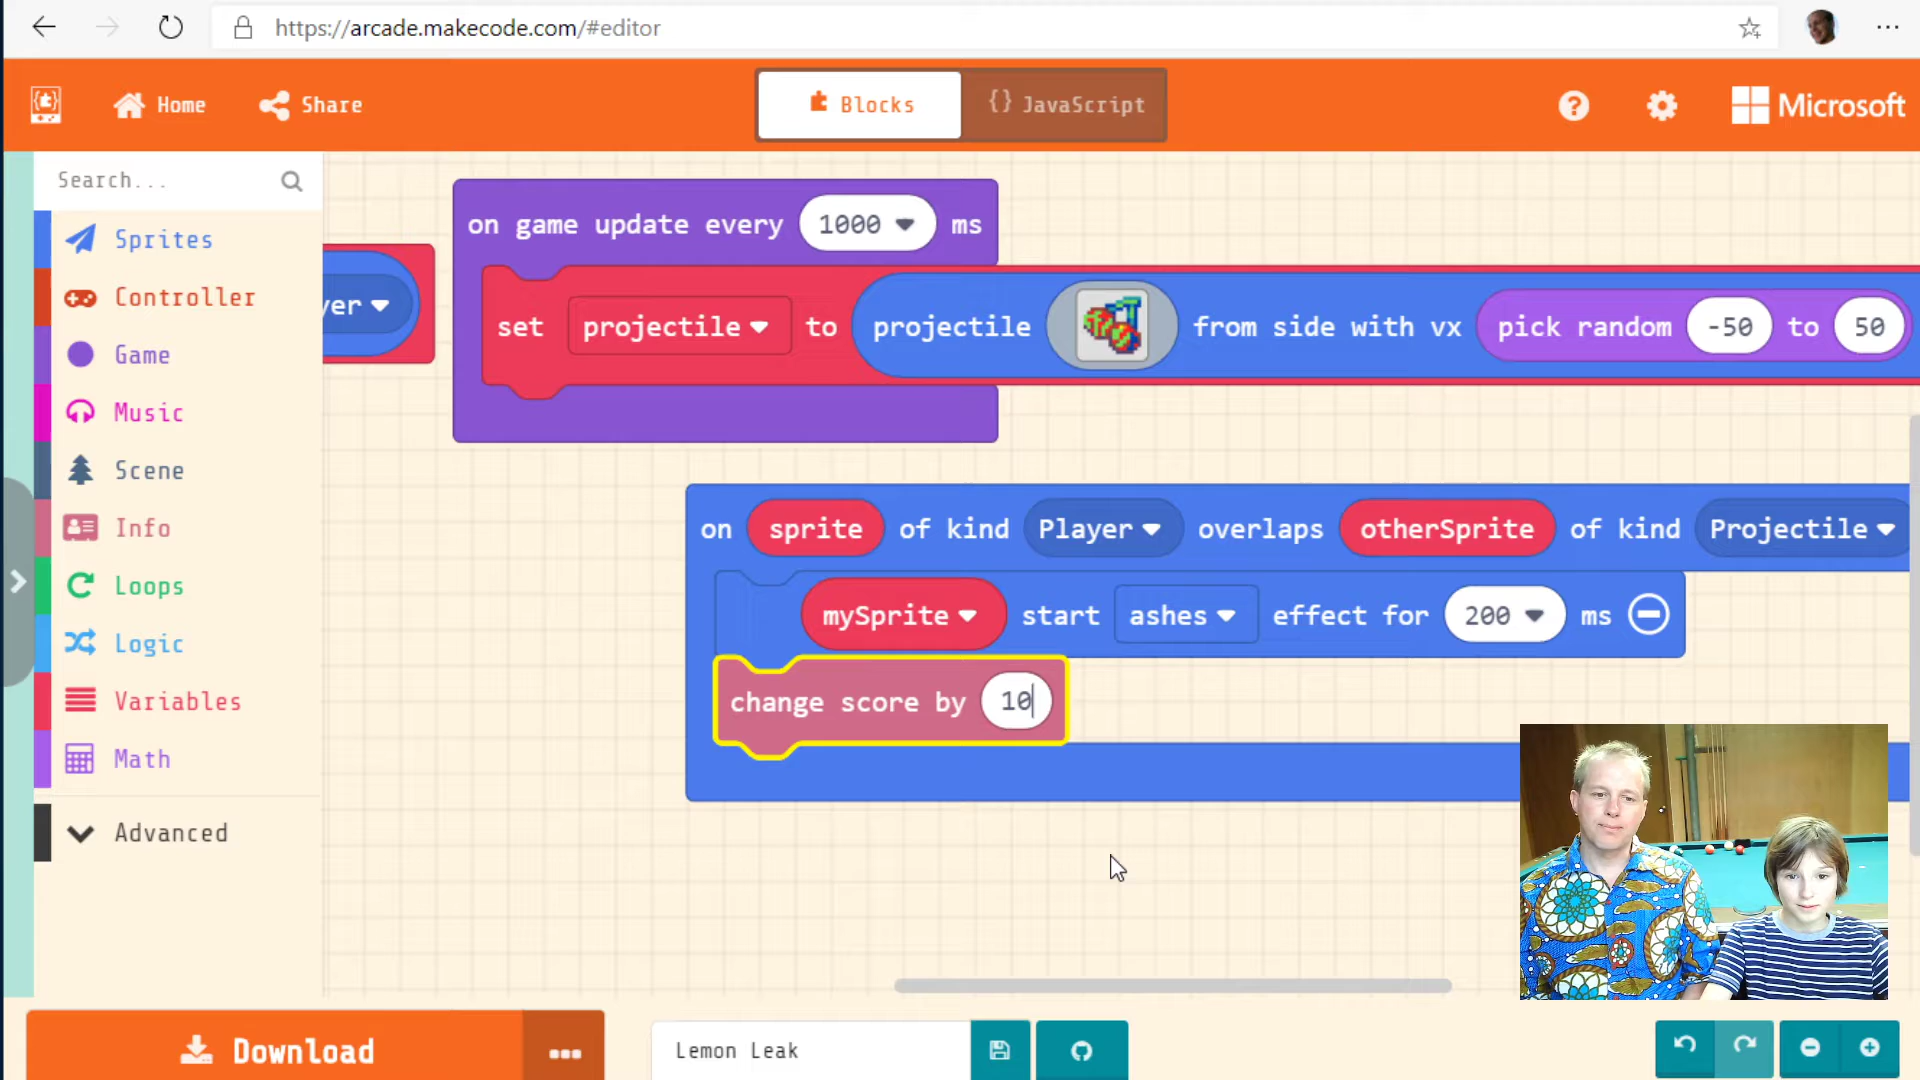 https://arcade.makecode.com/#editor
Home
Share
Blocks
{} JavaScript
?
Microsoft
Search...
Sprites
Controller
Game
Music
Scene
Info
Loops
Logic
Variables
Math
Advanced
yer
on game update every 1000 ms
set projectile to projectile from side with vx pick random -50 to 50
on sprite of kind Player overlaps otherSprite of kind Projectile
mySprite start ashes effect for 200 ms
change score by 10
Download
Lemon Leak